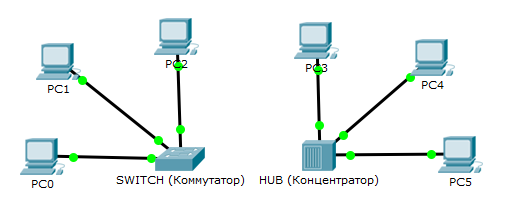 PC2
PC3
PC4
PC1
PC0
SWITCH (Коммутатор)
HUB (Концентратор)
PC5